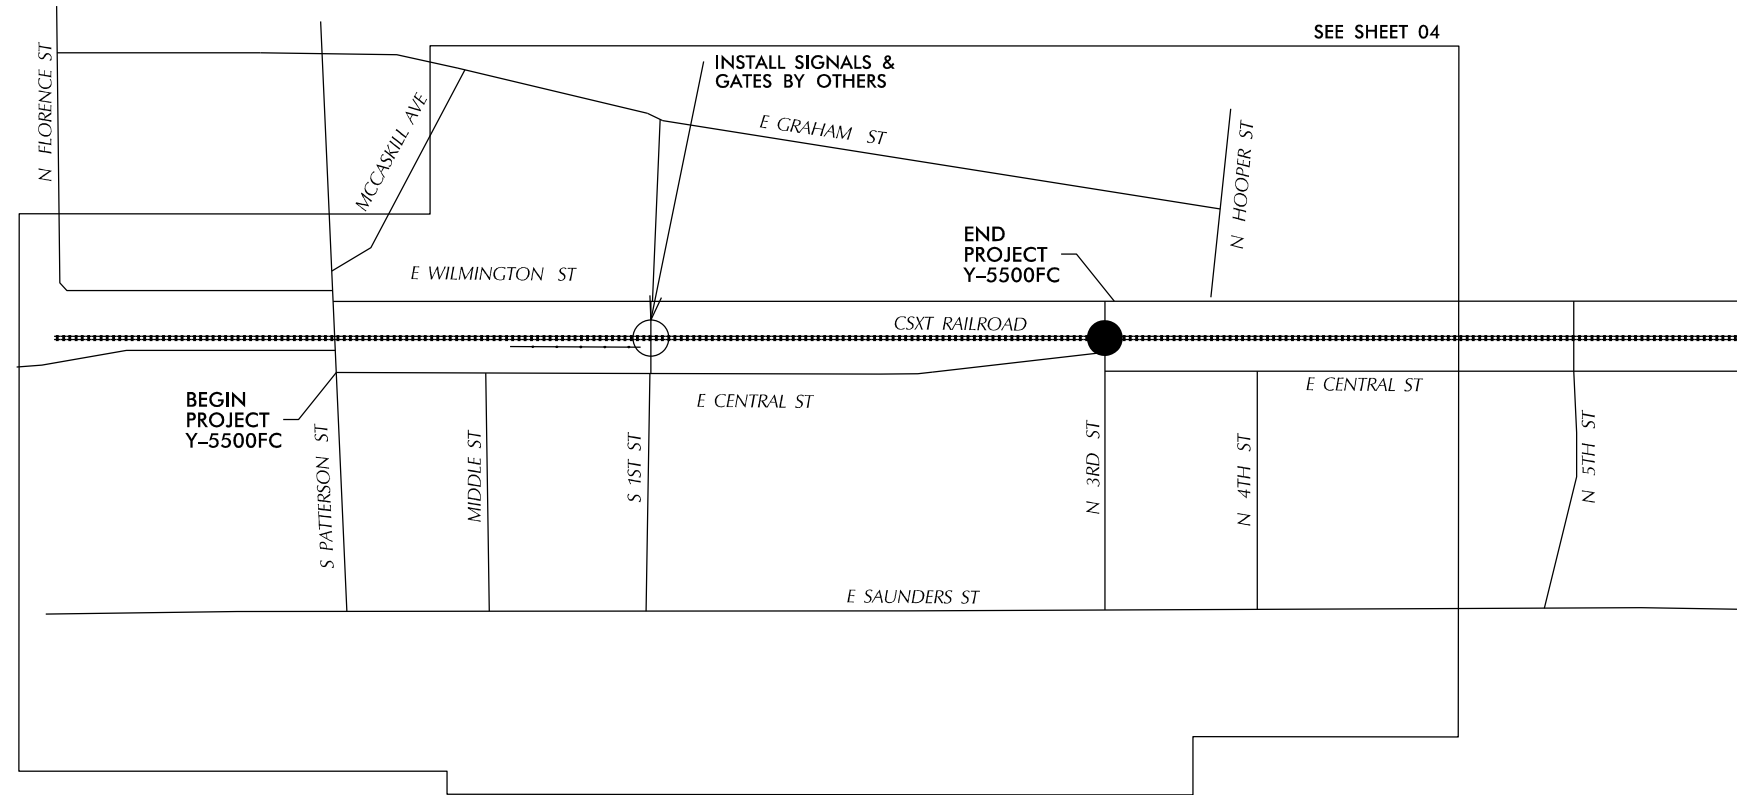 SEE SHEET 04
N FLORENCE ST
MCCASKILL AVE
INSTALL SIGNALS &
GATES BY OTHERS
E GRAHAM ST
N HOOPER ST
E WILMINGTON ST
END
PROJECT
Y-5500FC
CSXT RAILROAD
BEGIN
PROJECT
Y-5500FC
E CENTRAL ST
E CENTRAL ST
S PATTERSON ST
MIDDLE ST
S 1ST ST
N 3RD ST
N 4TH ST
N 5TH ST
E SAUNDERS ST